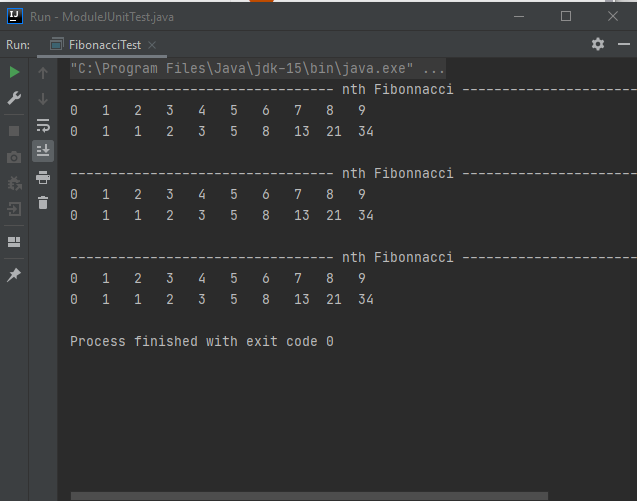 IJ Run - ModuleJUnitTest.java
Run: FibonacciTest
"C:\Program Files\Java\jdk-15\bin\java.exe" ...
--------------------------------- nth Fibonnacci ----------------------
0 1 2 3 4 5 6 7 8 9
0 1 1 2 3 5 8 13 21 34
--------------------------------- nth Fibonnacci ----------------------
0 1 2 3 4 5 6 7 8 9
0 1 1 2 3 5 8 13 21 34
--------------------------------- nth Fibonnacci ----------------------
0 1 2 3 4 5 6 7 8 9
0 1 1 2 3 5 8 13 21 34
Process finished with exit code 0